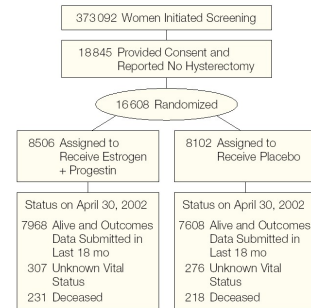 373 092 Women Initiated Screening
18 845 Provided Consent and
Reported No Hysterectomy
16 608 Randomized
8506 Assigned to
Receive Estrogen
+ Progestin
8102 Assigned to
Receive Placebo
Status on April 30, 2002
7968 Alive and Outcomes
Data Submitted in
Last 18 mo
307 Unknown Vital
Status
231 Deceased
Status on April 30, 2002
7608 Alive and Outcomes
Data Submitted in
Last 18 mo
276 Unknown Vital
Status
218 Deceased